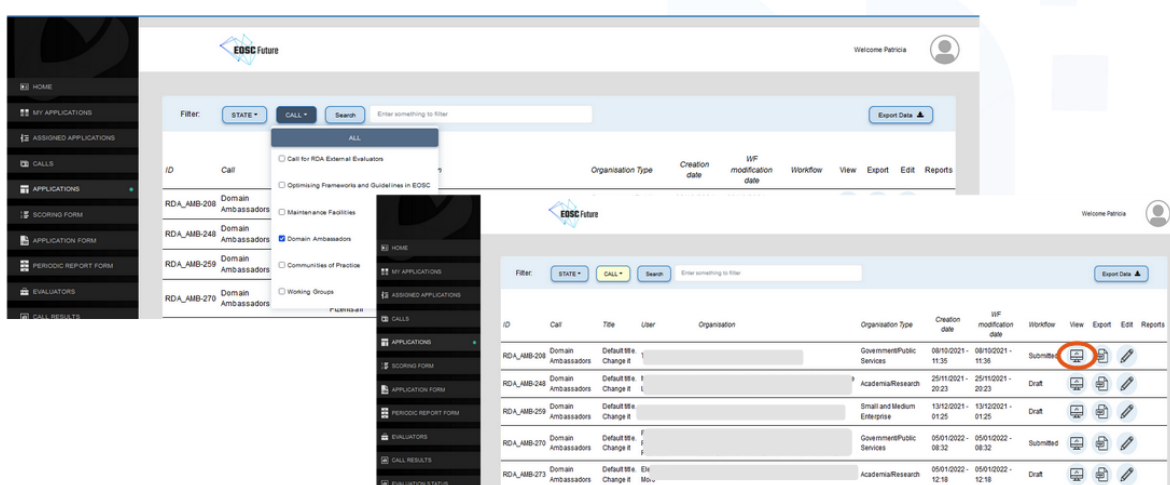 EOSC Future
Welcome Patricia
HOME
MY APPLICATIONS
ASSIGNED APPLICATIONS
CALLS
APPLICATIONS
SCORING FORM
APPLICATION FORM
PERIODIC REPORT FORM
EVALUATORS
CALL RESULTS
Filter: STATE CALL Search Enter something to filter Export Data
ALL
Call for RDA External Evaluators
Optimising Frameworks and Guidelines in EOSC
Maintenance Facilities
Domain Ambassadors
Communities of Practice
Working Groups
ID Call Organisation Type Creation date WF modification date Workflow View Export Edit Reports
RDA_AMB-208 Domain Ambassadors
RDA_AMB-248 Domain Ambassadors
RDA_AMB-259 Domain Ambassadors
RDA_AMB-270 Domain Ambassadors
EOSC Future
Welcome Patricia
HOME
MY APPLICATIONS
ASSIGNED APPLICATIONS
CALLS
APPLICATIONS
SCORING FORM
APPLICATION FORM
PERIODIC REPORT FORM
EVALUATORS
CALL RESULTS
EVALUATION STATUS
Filter: STATE CALL Search Enter something to filter Export Data
ID Call Title User Organisation Organisation Type Creation date WF modification date Workflow View Export Edit Reports
RDA_AMB-208 Domain Ambassadors Default title. Change it Government/Public Services 08/10/2021 - 11:35 08/10/2021 - 11:36 Submitted
RDA_AMB-248 Domain Ambassadors Default title. Change it Academia/Research 25/11/2021 - 20:23 25/11/2021 - 20:23 Draft
RDA_AMB-259 Domain Ambassadors Default title. Change it Small and Medium Enterprise 13/12/2021 - 01:25 13/12/2021 - 01:25 Draft
RDA_AMB-270 Domain Ambassadors Default title. Change it Government/Public Services 05/01/2022 - 08:32 05/01/2022 - 08:32 Submitted
RDA_AMB-273 Domain Ambassadors Default title. Change it Academia/Research 05/01/2022 - 12:18 05/01/2022 - 12:18 Draft